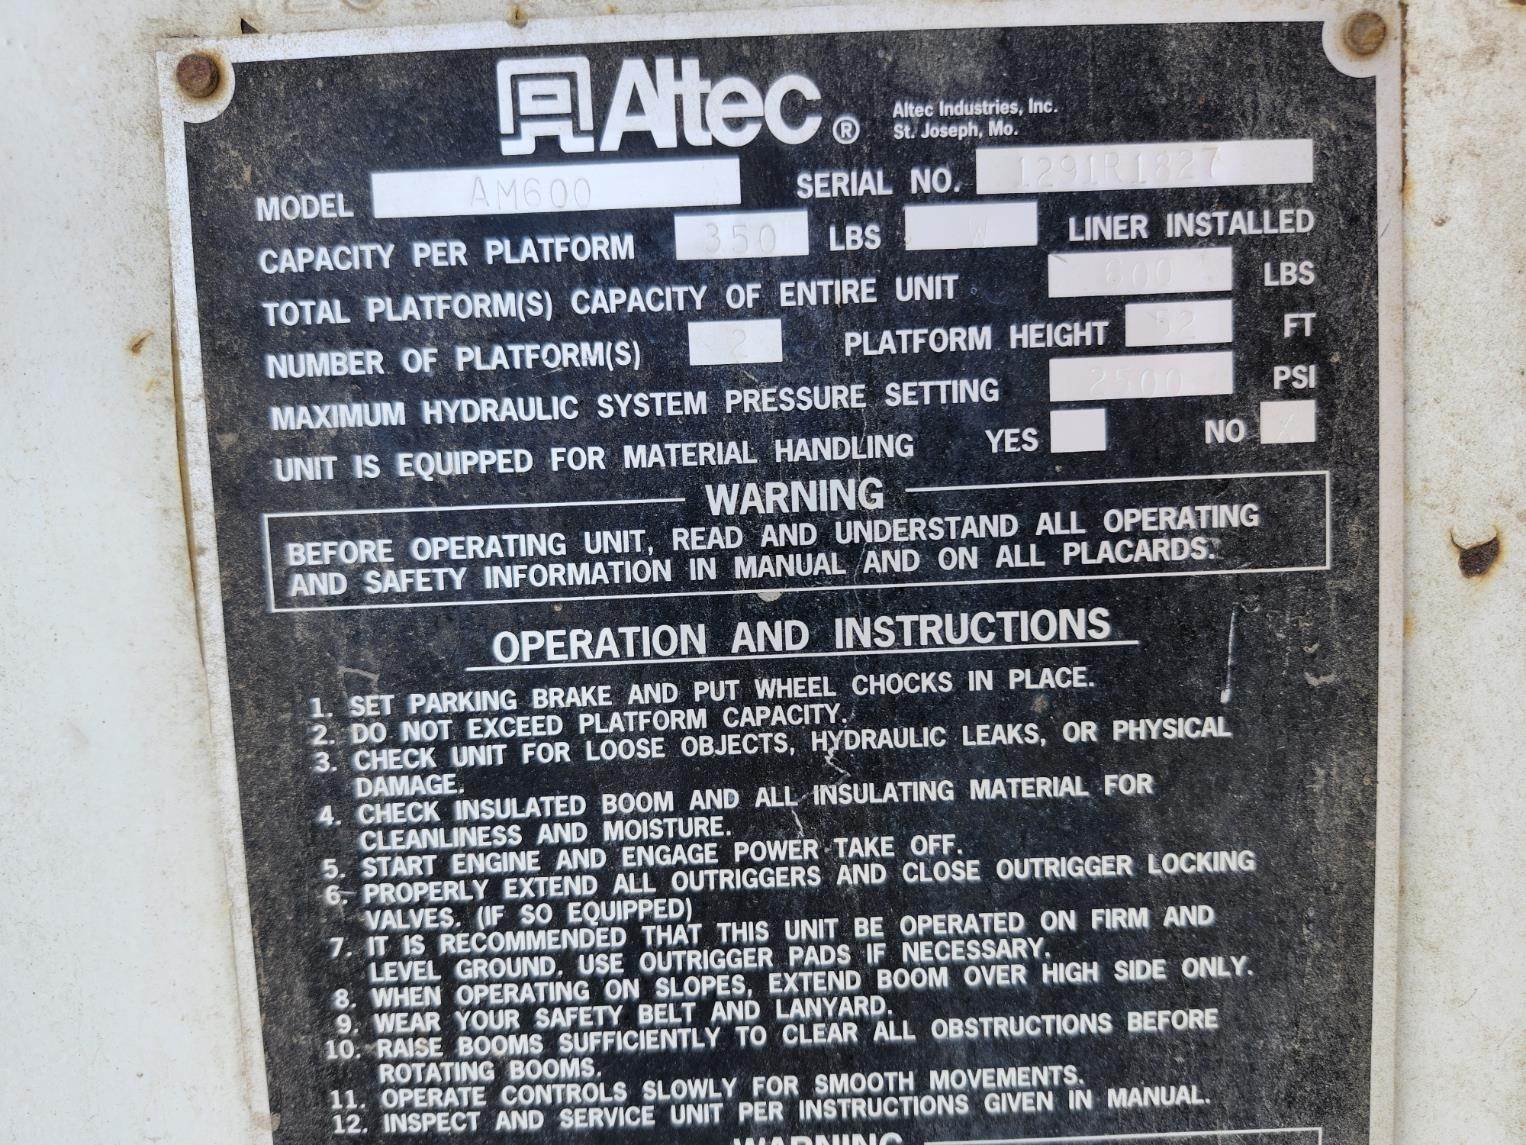 Altec®
Altec Industries, Inc.
St. Joseph, Mo.
MODEL AM600 SERIAL NO. 1291R1827
CAPACITY PER PLATFORM 350 LBS W LINER INSTALLED
TOTAL PLATFORM(S) CAPACITY OF ENTIRE UNIT 600 LBS
NUMBER OF PLATFORM(S) 2 PLATFORM HEIGHT 52 FT
MAXIMUM HYDRAULIC SYSTEM PRESSURE SETTING 2500 PSI
UNIT IS EQUIPPED FOR MATERIAL HANDLING YES NO X
WARNING
BEFORE OPERATING UNIT, READ AND UNDERSTAND ALL OPERATING
AND SAFETY INFORMATION IN MANUAL AND ON ALL PLACARDS.
OPERATION AND INSTRUCTIONS
1. SET PARKING BRAKE AND PUT WHEEL CHOCKS IN PLACE.
2. DO NOT EXCEED PLATFORM CAPACITY.
3. CHECK UNIT FOR LOOSE OBJECTS, HYDRAULIC LEAKS, OR PHYSICAL
DAMAGE.
4. CHECK INSULATED BOOM AND ALL INSULATING MATERIAL FOR
CLEANLINESS AND MOISTURE.
5. START ENGINE AND ENGAGE POWER TAKE OFF.
6. PROPERLY EXTEND ALL OUTRIGGERS AND CLOSE OUTRIGGER LOCKING
VALVES. (IF SO EQUIPPED)
7. IT IS RECOMMENDED THAT THIS UNIT BE OPERATED ON FIRM AND
LEVEL GROUND. USE OUTRIGGER PADS IF NECESSARY.
8. WHEN OPERATING ON SLOPES, EXTEND BOOM OVER HIGH SIDE ONLY.
9. WEAR YOUR SAFETY BELT AND LANYARD.
10. RAISE BOOMS SUFFICIENTLY TO CLEAR ALL OBSTRUCTIONS BEFORE
ROTATING BOOMS.
11. OPERATE CONTROLS SLOWLY FOR SMOOTH MOVEMENTS.
12. INSPECT AND SERVICE UNIT PER INSTRUCTIONS GIVEN IN MANUAL.
WARNING